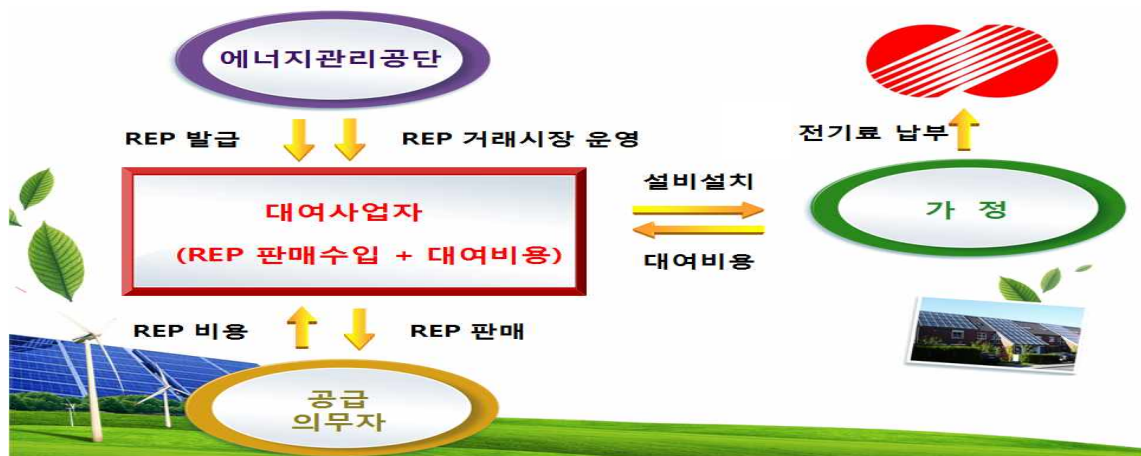 에너지관리공단
REP 발급
REP 거래시장 운영
전기료 납부
대여사업자
(REP 판매수입 + 대여비용)
설비설치
대여비용
가 정
REP 비용
REP 판매
공급
의무자